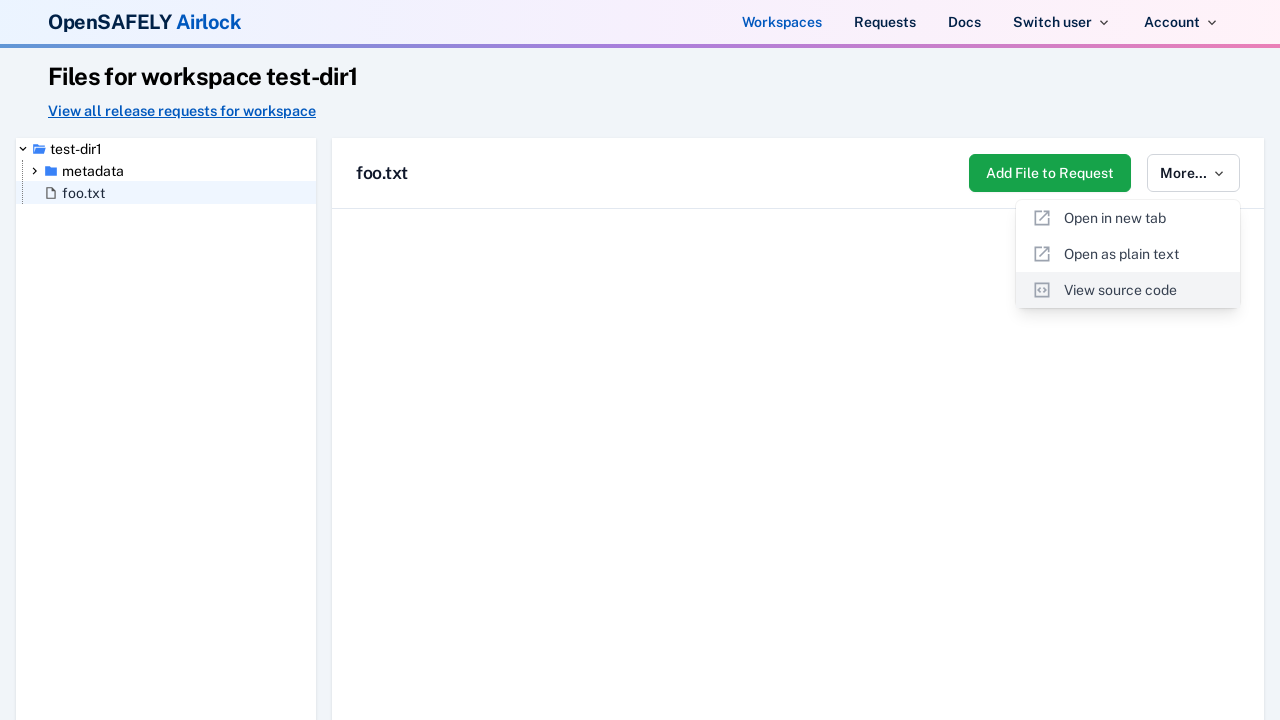 OpenSAFELY Airlock
Workspaces
Requests
Docs
Switch user
Account
Files for workspace test-dir1
View all release requests for workspace
test-dir1
metadata
foo.txt
foo.txt
Add File to Request
More...
Open in new tab
Open as plain text
View source code